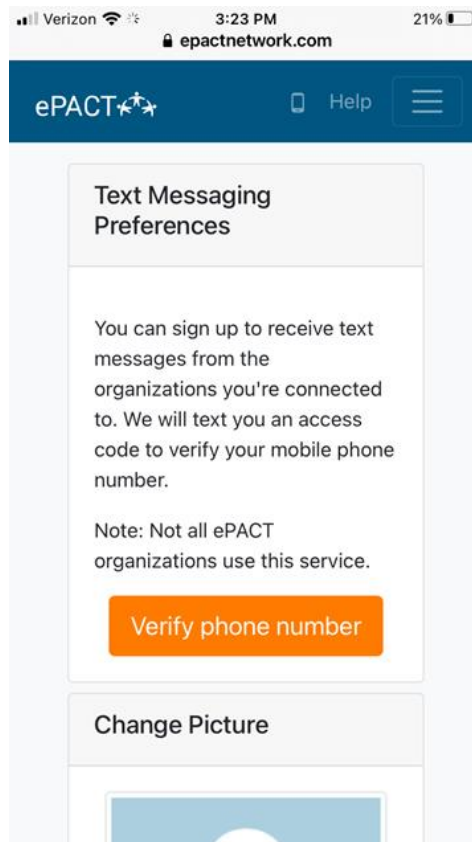 Verizon 3:23 PM 21%
epactnetwork.com
ePACT Help
Text Messaging
Preferences
You can sign up to receive text
messages from the
organizations you're connected
to. We will text you an access
code to verify your mobile phone
number.
Note: Not all ePACT
organizations use this service.
Verify phone number
Change Picture